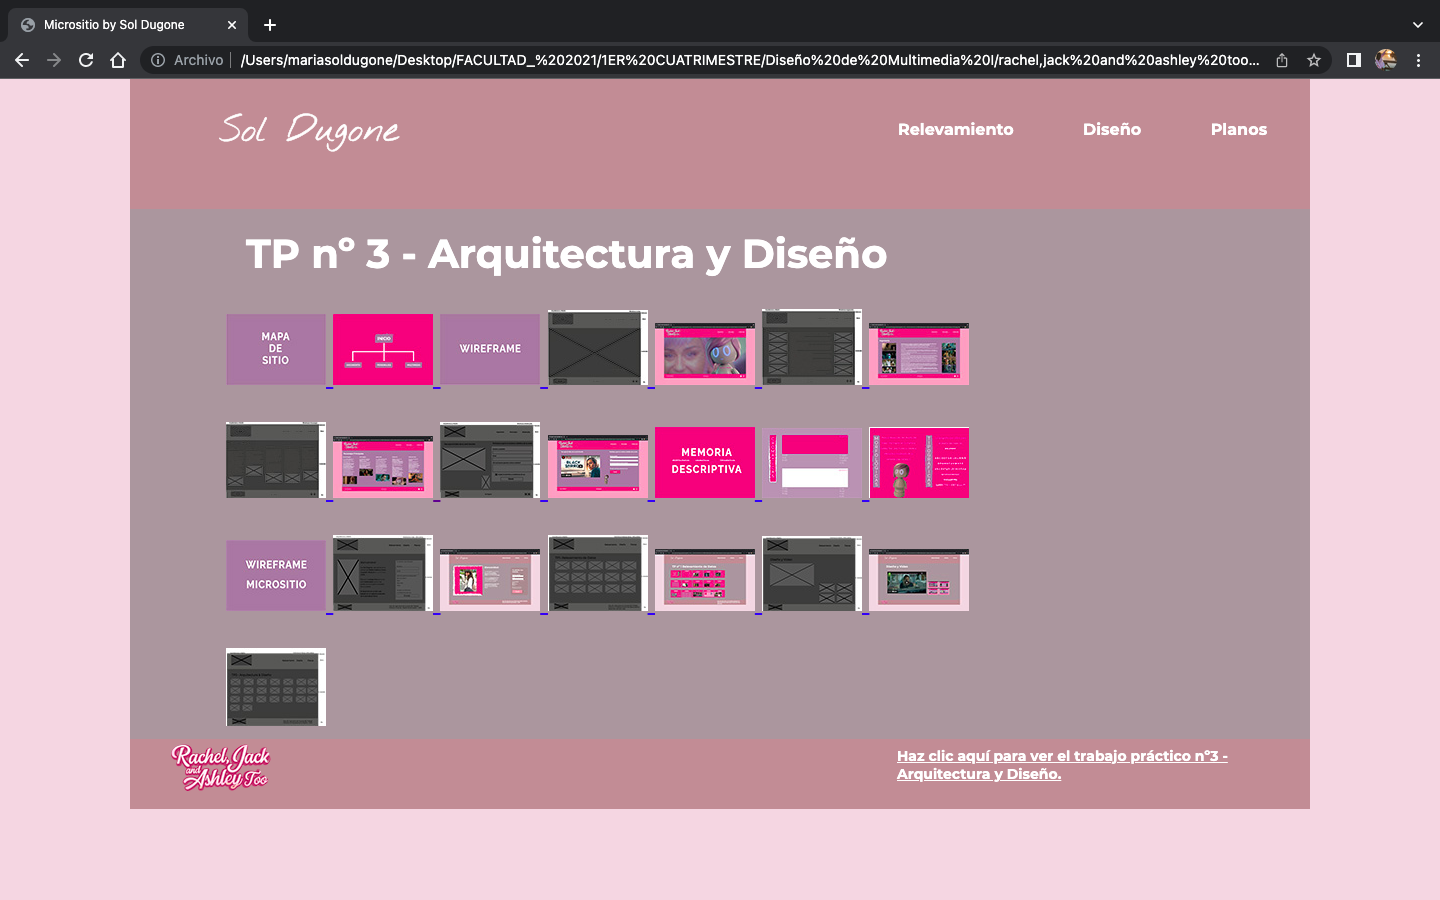 Micrositio by Sol Dugone
Archivo
/Users/mariasoldugone/Desktop/FACULTAD_%202021/1ER%20CUATRIMESTRE/Diseño%20de%20Multimedia%20I/rachel,jack%20and%20ashley%20too...
Sol Dugone
Relevamiento
Diseño
Planos
TP nº 3 - Arquitectura y Diseño
MAPA
DE
SITIO
INICIO
WIREFRAME
MEMORIA
DESCRIPTIVA
WIREFRAME
MICROSITIO
Rachel, Jack
and
Ashley Too
Haz clic aquí para ver el trabajo práctico nº3 -
Arquitectura y Diseño.